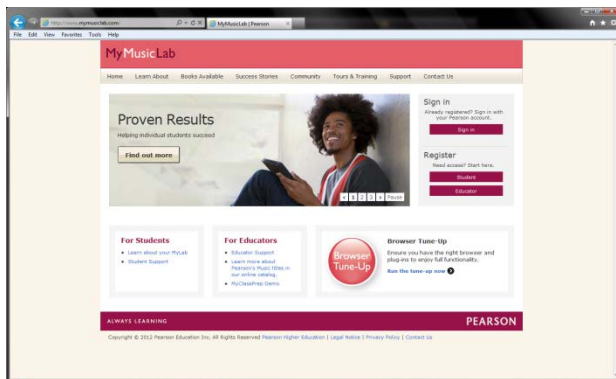 http://www.mymusiclab.com/
MyMusicLab | Pearson
File Edit View Favorites Tools Help
MyMusicLab
Home Learn About Books Available Success Stories Community Tours & Training Support Contact Us
Proven Results
Helping individual students succeed
Find out more
< 1 2 3 > Pause
Sign in
Already registered? Sign in with
your Pearson account.
Sign in
Register
Need access? Start here.
Student
Educator
For Students
• Learn about your MyLab
• Student Support
For Educators
• Educator Support
• Learn more about
Pearson's Music titles in
our online catalog.
• MyClassPrep Demo
Browser
Tune-Up
Browser Tune-Up
Ensure you have the right browser and
plug-ins to enjoy full functionality.
Run the tune-up now
ALWAYS LEARNING
PEARSON
Copyright © 2012 Pearson Education Inc. All Rights Reserved Pearson Higher Education | Legal Notice | Privacy Policy | Contact Us